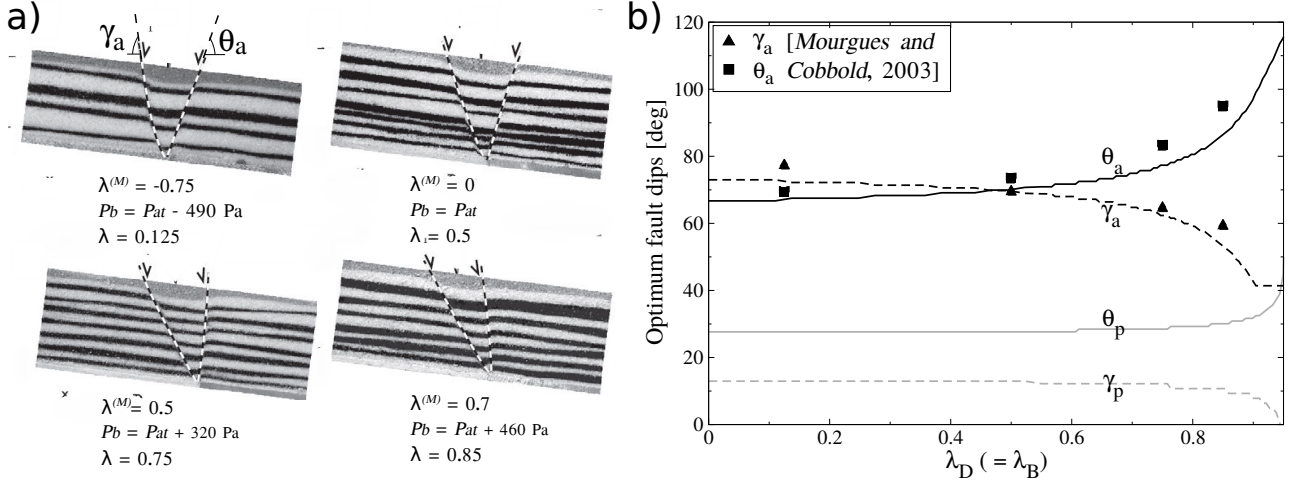 a)
γa
θa
λ(M) = -0.75
Pb = Pat - 490 Pa
λ = 0.125
λ(M) = 0
Pb = Pat
λ = 0.5
λ(M) = 0.5
Pb = Pat + 320 Pa
λ = 0.75
λ(M) = 0.7
Pb = Pat + 460 Pa
λ = 0.85
b)
γa [Mourgues and
θa Cobbold, 2003]
Optimum fault dips [deg]
120
100
80
60
40
20
0
θa
γa
θp
γp
0
0.2
0.4
0.6
0.8
λD ( = λB)